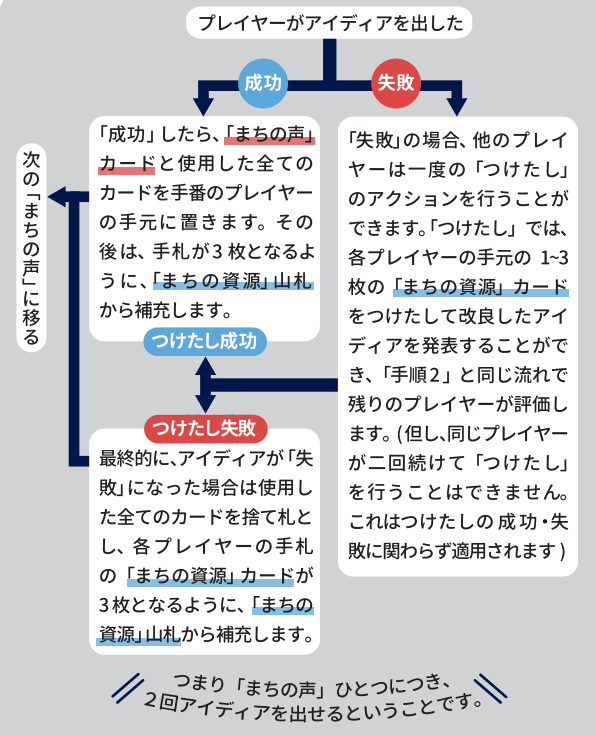 プレイヤーがアイディアを出した
成功
失敗
「成功」したら、「まちの声」
カードと使用した全ての
カードを手番のプレイヤー
の手元に置きます。その
後は、手札が3枚となるよ
うに、「まちの資源」山札
から補充します。
つけたし成功
「失敗」の場合、他のプレイ
ヤーは一度の「つけたし」
のアクションを行うことが
できます。「つけたし」では、
各プレイヤーの手元の 1~3
枚の「まちの資源」カード
をつけたして改良したアイ
ディアを発表することがで
き、「手順2」と同じ流れで
残りのプレイヤーが評価し
ます。(但し、同じプレイヤー
が二回続けて「つけたし」
を行うことはできません。
これはつけたしの成功・失
敗に関わらず適用されます)
つけたし失敗
最終的に、アイディアが「失
敗」になった場合は使用し
た全てのカードを捨て札と
し、各プレイヤーの手札
の「まちの資源」カードが
3枚となるように、「まちの
資源」山札から補充します。
次の「まちの声」に移る
つまり「まちの声」ひとつにつき、
2回アイディアを出せるということです。